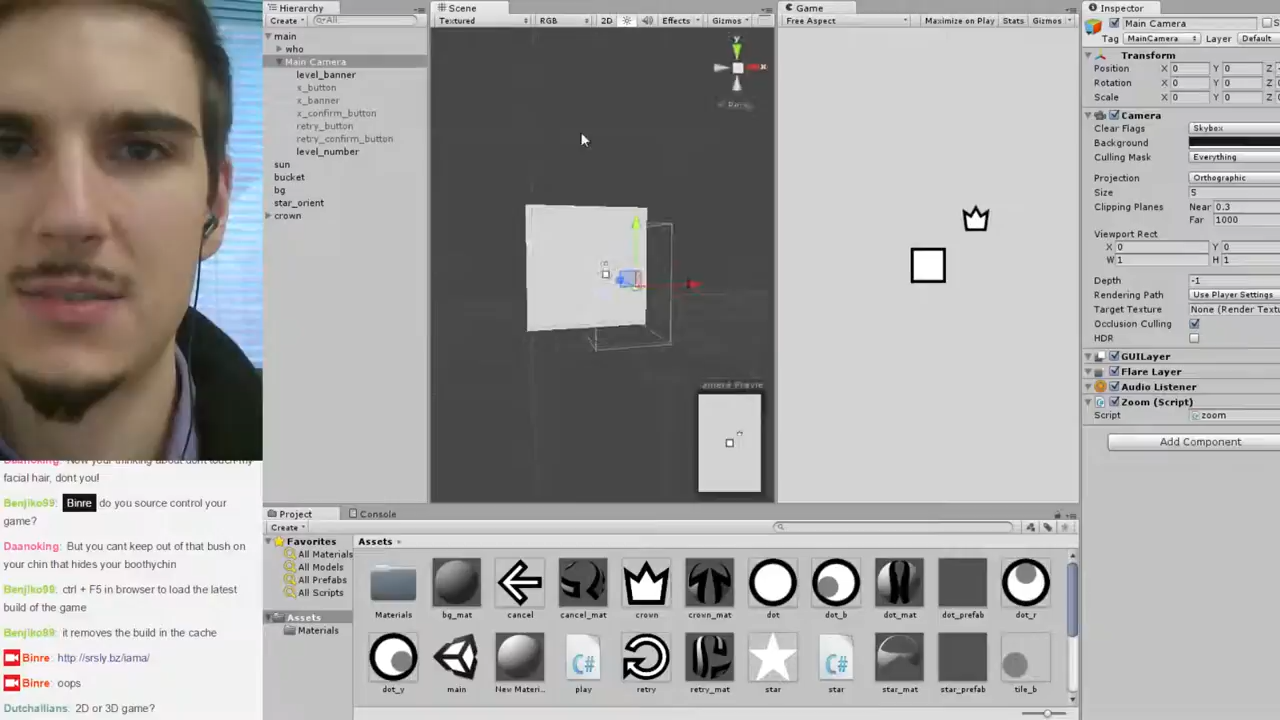 Hierarchy
Create
All
main
who
Main Camera
level_banner
x_button
x_banner
x_confirm_button
retry_button
retry_confirm_button
level_number
sun
bucket
bg
star_orient
crown
Scene
Textured
RGB
2D
Effects
Gizmos
y
x
Persp
Game
Free Aspect
Maximize on Play
Stats
Gizmos
Inspector
Main Camera
S
Tag
MainCamera
Layer
Default
Transform
Position X 0 Y 0 Z
Rotation X 0 Y 0 Z
Scale X 0 Y 0 Z
Camera
Clear Flags Skybox
Background
Culling Mask Everything
Projection Orthographic
Size 5
Clipping Planes Near 0.3
Far 1000
Viewport Rect
X 0 Y 0
W 1 H 1
Depth -1
Rendering Path Use Player Settings
Target Texture None (Render Textu
Occlusion Culling
HDR
GUILayer
Flare Layer
Audio Listener
Zoom (Script)
Script zoom
Add Component
Daanoking: Now your thinking about dont touch my
facial hair, dont you!
Benjiko99: Binre do you source control your
game?
Daanoking: But you cant keep out of that bush on
your chin that hides your boothychin
Benjiko99: ctrl + F5 in browser to load the latest
build of the game
Benjiko99: it removes the build in the cache
Binre: http://srsly.bz/iama/
Binre: oops
Dutchallians: 2D or 3D game?
Project
Console
Create
Favorites
All Materials
All Models
All Prefabs
All Scripts
Assets
Materials
Assets
Materials
bg_mat
cancel
cancel_mat
crown
crown_mat
dot
dot_b
dot_mat
dot_prefab
dot_r
dot_y
main
New Materi...
C#
play
retry
retry_mat
star
C#
star
star_mat
star_prefab
tile_b